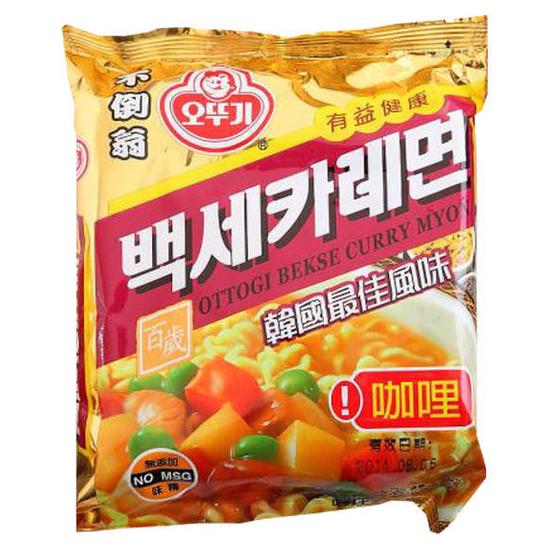 不倒翁
오뚜기
®
有益健康
백세카레면
OTTOGI BEKSE CURRY MYON
韓國最佳風味
百歲
! 咖哩
有效日期:
2014.08.06
無添加
NO MSG
味精